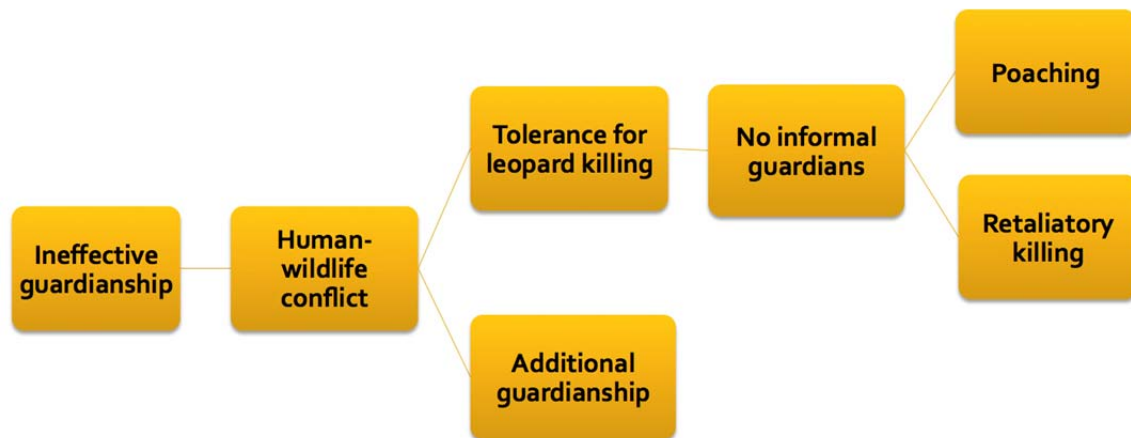 Ineffective
guardianship
Human-
wildlife
conflict
Tolerance for
leopard killing
Additional
guardianship
No informal
guardians
Poaching
Retaliatory
killing